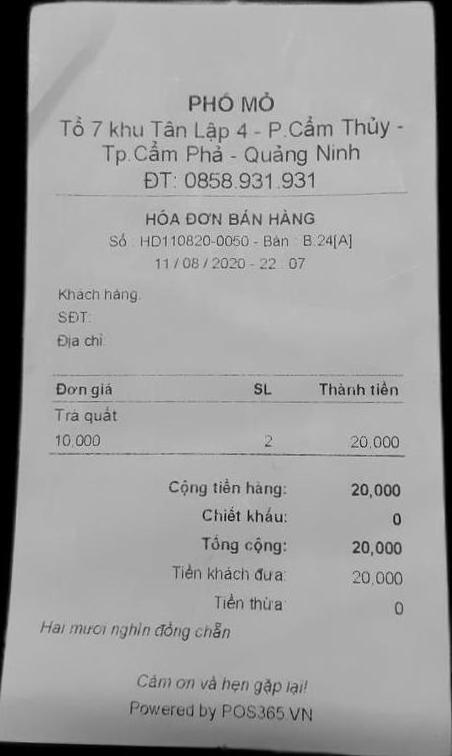 PHỐ MỎ
Tổ 7 khu Tân Lập 4 - P.Cẩm Thủy -
Tp.Cẩm Phả - Quảng Ninh
ĐT: 0858.931.931
HÓA ĐƠN BÁN HÀNG
Số : HD110820-0050 - Bàn : B.24[A]
11 / 08 / 2020 - 22 : 07
Khách hàng:
SĐT:
Địa chỉ:
Đơn giá SL Thành tiền
Trà quất
10,000 2 20,000
Cộng tiền hàng: 20,000
Chiết khấu: 0
Tổng cộng: 20,000
Tiền khách đưa: 20,000
Tiền thừa: 0
Hai mươi nghìn đồng chẵn
Cảm ơn và hẹn gặp lại!
Powered by POS365.VN